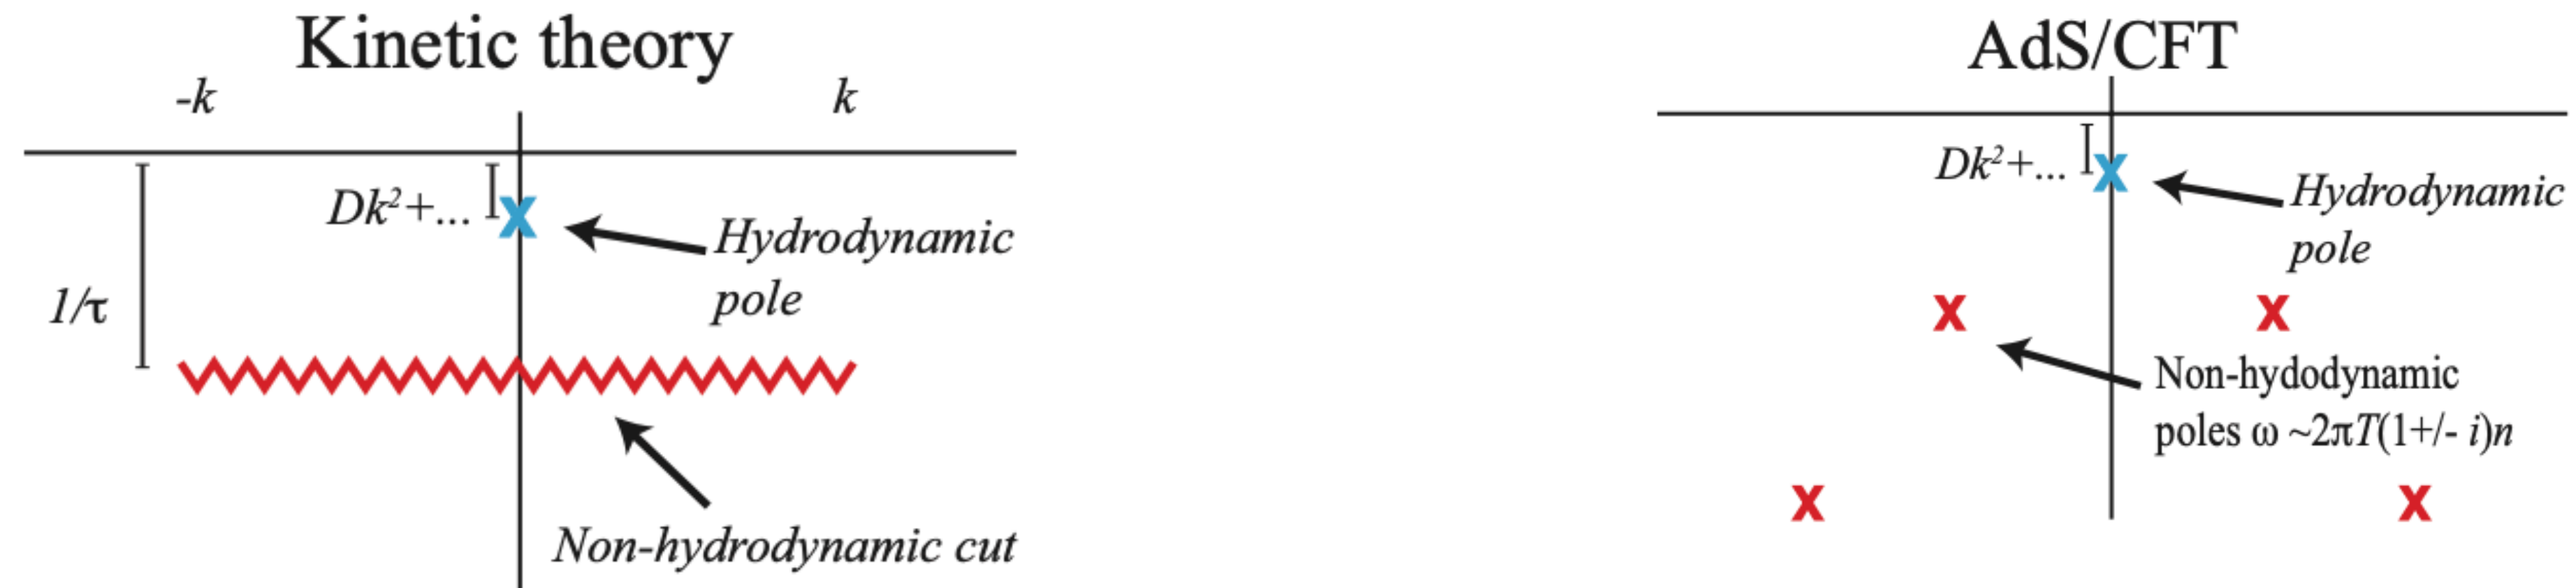 Kinetic theory
-k
k
Dk²+...
Hydrodynamic
pole
1/τ
Non-hydrodynamic cut
AdS/CFT
Dk²+...
Hydrodynamic
pole
Non-hydodynamic
poles ω ~2πT(1+/- i)n